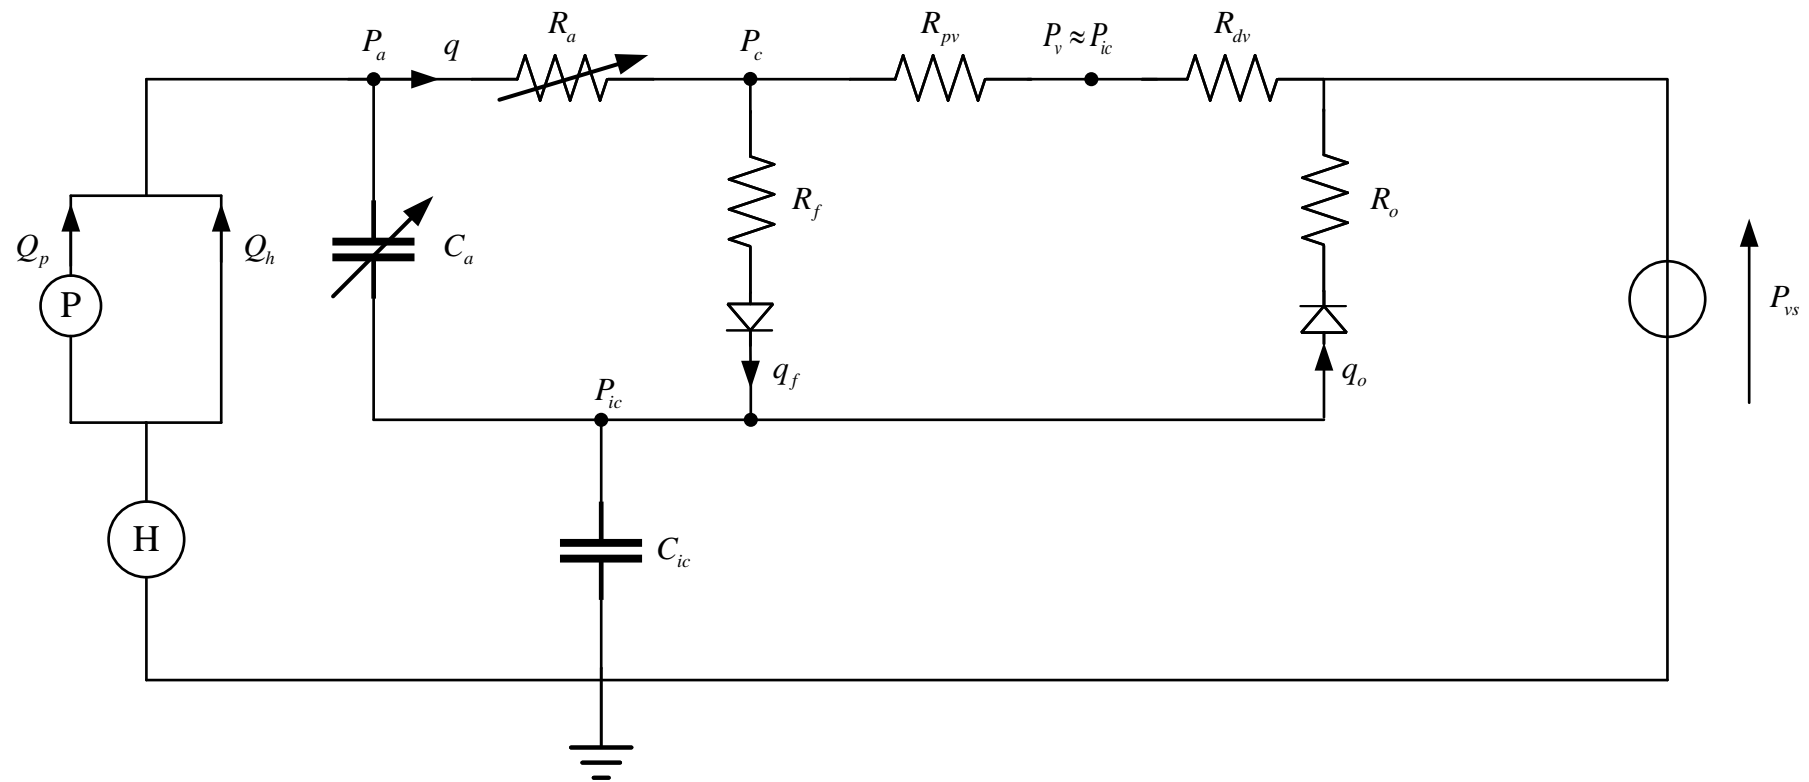 P_a
q
R_a
P_c
R_pv
P_v ≈ P_ic
R_dv
Q_p
P
Q_h
C_a
R_f
R_o
P_vs
q_f
q_o
P_ic
H
C_ic